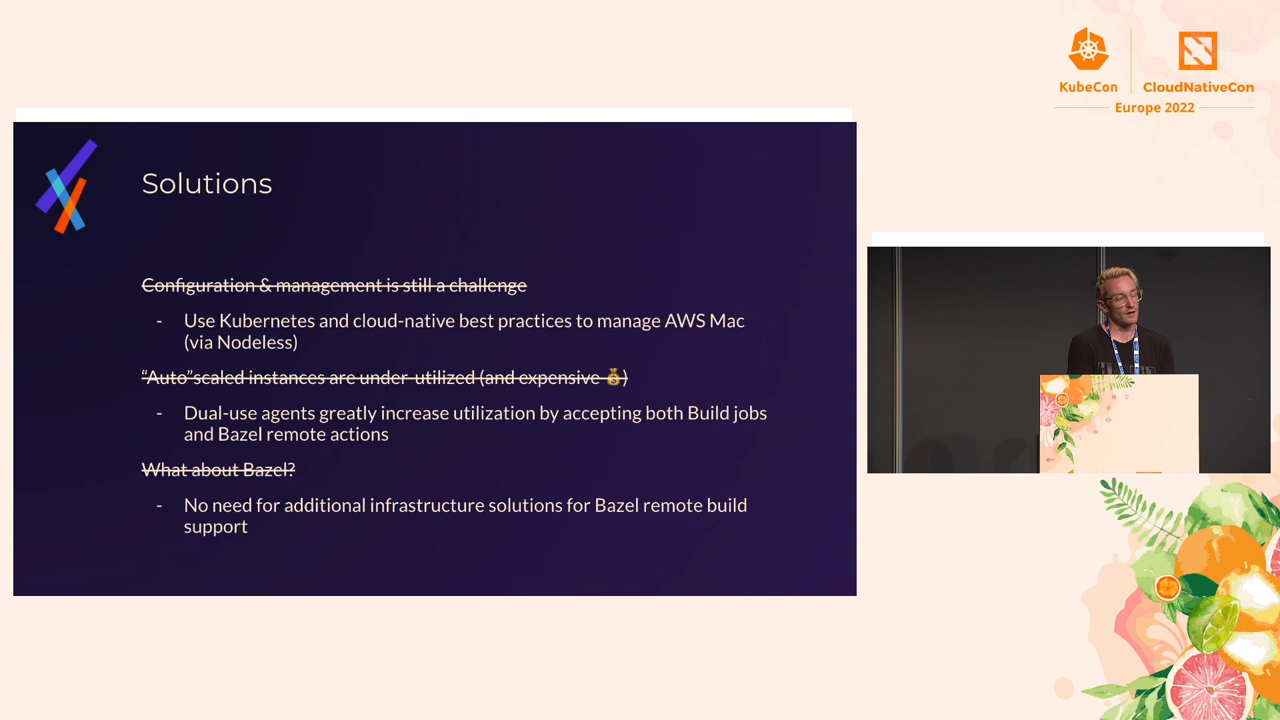 KubeCon
CloudNativeCon
Europe 2022
Solutions
Configuration & management is still a challenge
- Use Kubernetes and cloud-native best practices to manage AWS Mac
(via Nodeless)
“Auto”scaled instances are under-utilized (and expensive 💰)
- Dual-use agents greatly increase utilization by accepting both Build jobs
and Bazel remote actions
What about Bazel?
- No need for additional infrastructure solutions for Bazel remote build
support